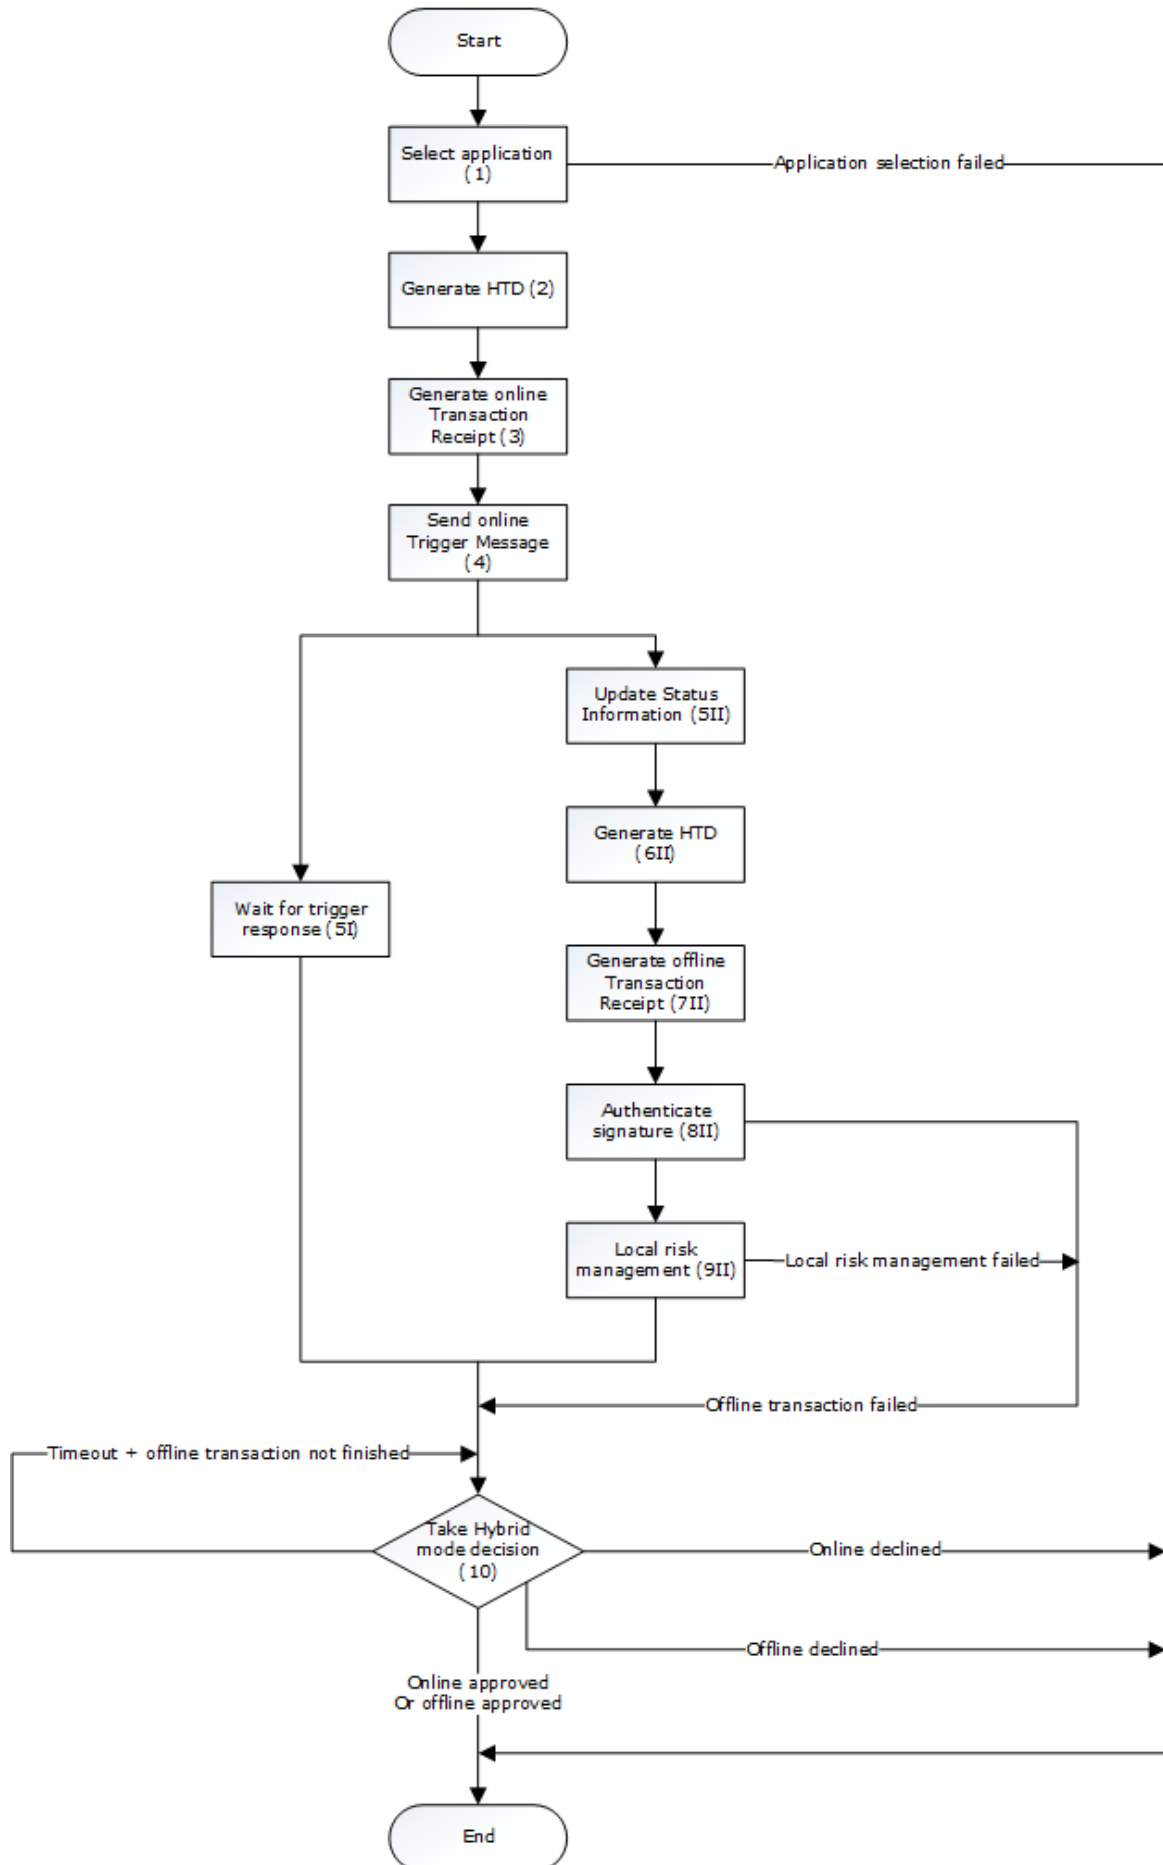 Start
Select application
(1)
Application selection failed
Generate HTD (2)
Generate online
Transaction
Receipt (3)
Send online
Trigger Message
(4)
Update Status
Information (5II)
Generate HTD
(6II)
Wait for trigger
response (5I)
Generate offline
Transaction
Receipt (7II)
Authenticate
signature (8II)
Local risk
management (9II)
Local risk management failed
Offline transaction failed
Timeout + offline transaction not finished
Take Hybrid
mode decision
(10)
Online declined
Offline declined
Online approved
Or offline approved
End